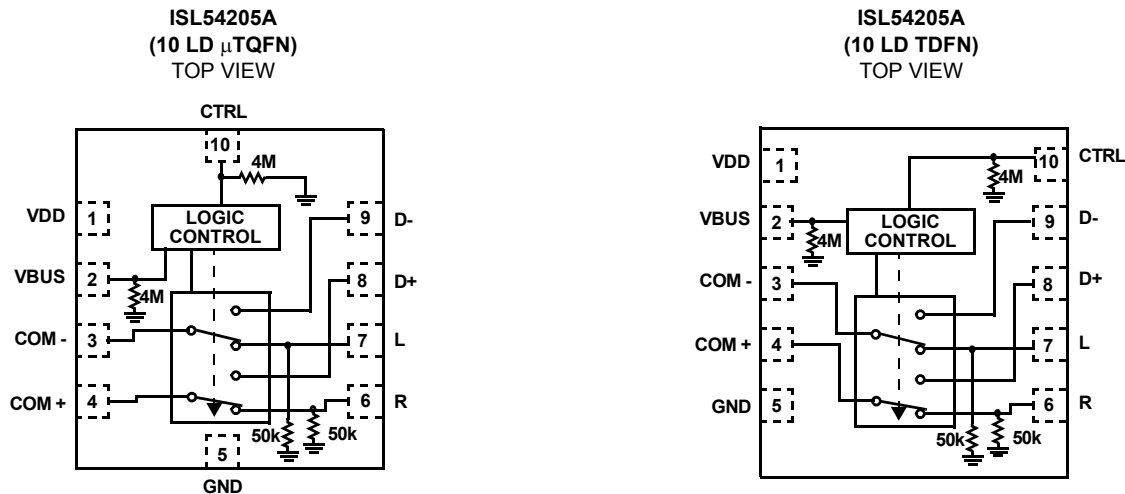 ISL54205A
(10 LD μTQFN)
TOP VIEW
CTRL
10
4M
VDD
1
LOGIC
CONTROL
9
D-
VBUS
2
4M
8
D+
COM -
3
7
L
COM +
4
6
R
50k
50k
5
GND
ISL54205A
(10 LD TDFN)
TOP VIEW
VDD
1
10
CTRL
4M
VBUS
2
4M
LOGIC
CONTROL
9
D-
COM -
3
8
D+
COM +
4
7
L
GND
5
6
R
50k
50k